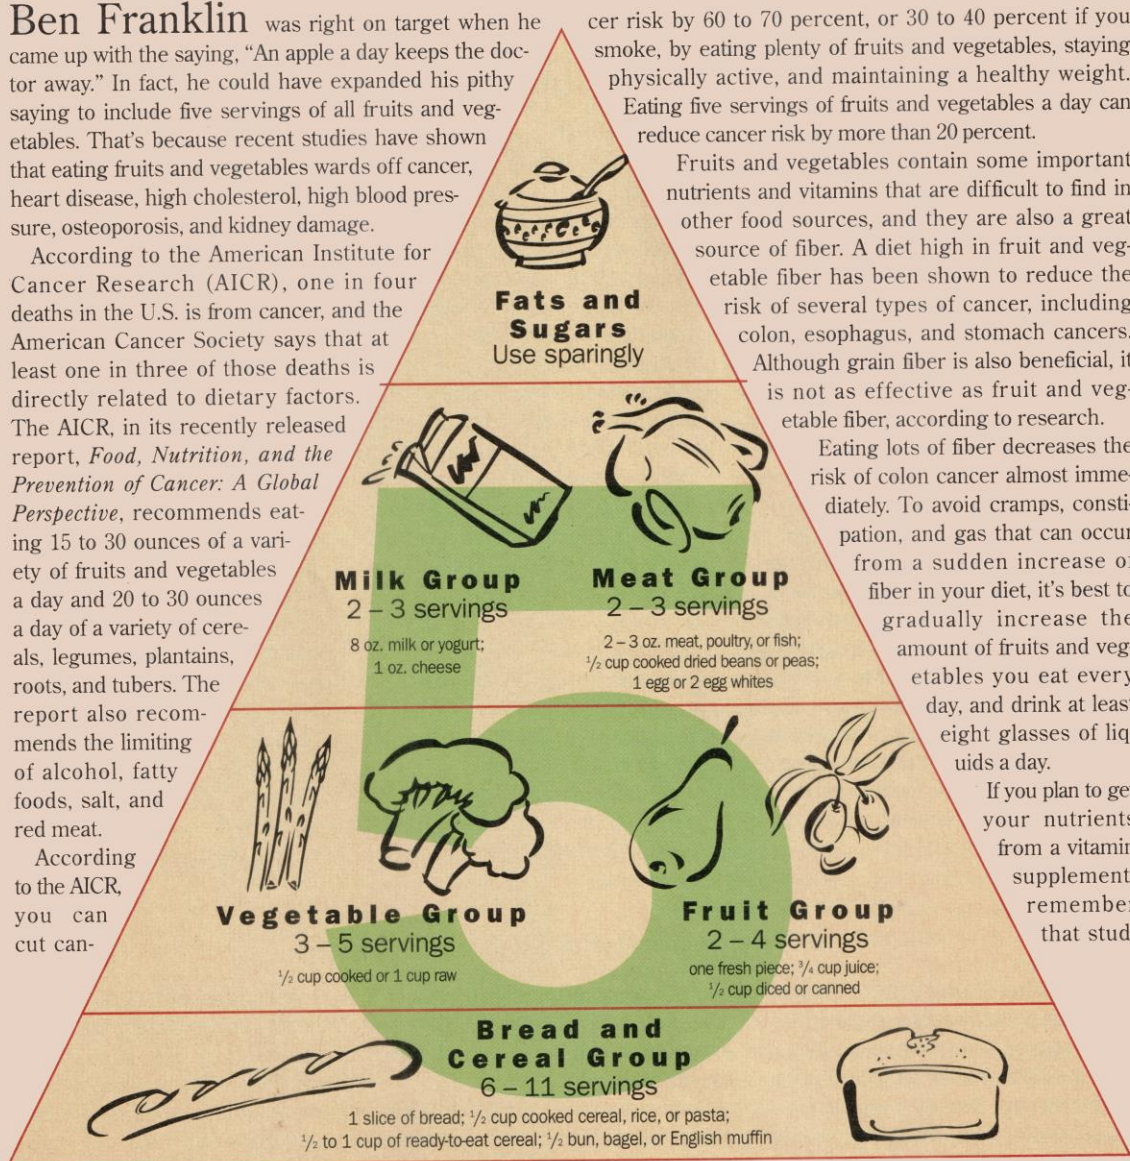 Ben Franklin was right on target when he
came up with the saying, “An apple a day keeps the doc-
tor away.” In fact, he could have expanded his pithy
saying to include five servings of all fruits and veg-
etables. That’s because recent studies have shown
that eating fruits and vegetables wards off cancer,
heart disease, high cholesterol, high blood pres-
sure, osteoporosis, and kidney damage.
According to the American Institute for
Cancer Research (AICR), one in four
deaths in the U.S. is from cancer, and the
American Cancer Society says that at
least one in three of those deaths is
directly related to dietary factors.
The AICR, in its recently released
report, Food, Nutrition, and the
Prevention of Cancer: A Global
Perspective, recommends eat-
ing 15 to 30 ounces of a vari-
ety of fruits and vegetables
a day and 20 to 30 ounces
a day of a variety of cere-
als, legumes, plantains,
roots, and tubers. The
report also recom-
mends the limiting
of alcohol, fatty
foods, salt, and
red meat.
According
to the AICR,
you can
cut can-
cer risk by 60 to 70 percent, or 30 to 40 percent if you
smoke, by eating plenty of fruits and vegetables, staying
physically active, and maintaining a healthy weight.
Eating five servings of fruits and vegetables a day can
reduce cancer risk by more than 20 percent.
Fruits and vegetables contain some important
nutrients and vitamins that are difficult to find in
other food sources, and they are also a great
source of fiber. A diet high in fruit and veg-
etable fiber has been shown to reduce the
risk of several types of cancer, including
colon, esophagus, and stomach cancers.
Although grain fiber is also beneficial, it
is not as effective as fruit and veg-
etable fiber, according to research.
Eating lots of fiber decreases the
risk of colon cancer almost imme-
diately. To avoid cramps, consti-
pation, and gas that can occur
from a sudden increase of
fiber in your diet, it’s best to
gradually increase the
amount of fruits and veg-
etables you eat every
day, and drink at least
eight glasses of liq
uids a day.
If you plan to get
your nutrients
from a vitamin
supplement
remember
that stud
Fats and
Sugars
Use sparingly
5
Milk Group
2 – 3 servings
8 oz. milk or yogurt;
1 oz. cheese
Meat Group
2 – 3 servings
2 – 3 oz. meat, poultry, or fish;
½ cup cooked dried beans or peas;
1 egg or 2 egg whites
Vegetable Group
3 – 5 servings
½ cup cooked or 1 cup raw
Fruit Group
2 – 4 servings
one fresh piece; ¾ cup juice;
½ cup diced or canned
Bread and
Cereal Group
6 – 11 servings
1 slice of bread; ½ cup cooked cereal, rice, or pasta;
½ to 1 cup of ready-to-eat cereal; ½ bun, bagel, or English muffin